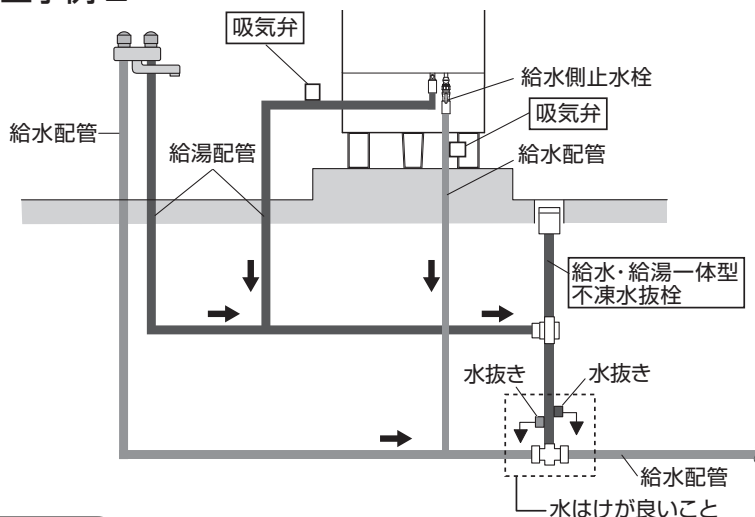 吸気弁
給水側止水栓
吸気弁
給水配管
給湯配管
給水配管
給水・給湯一体型
不凍水抜栓
水抜き
水抜き
給水配管
水はけが良いこと